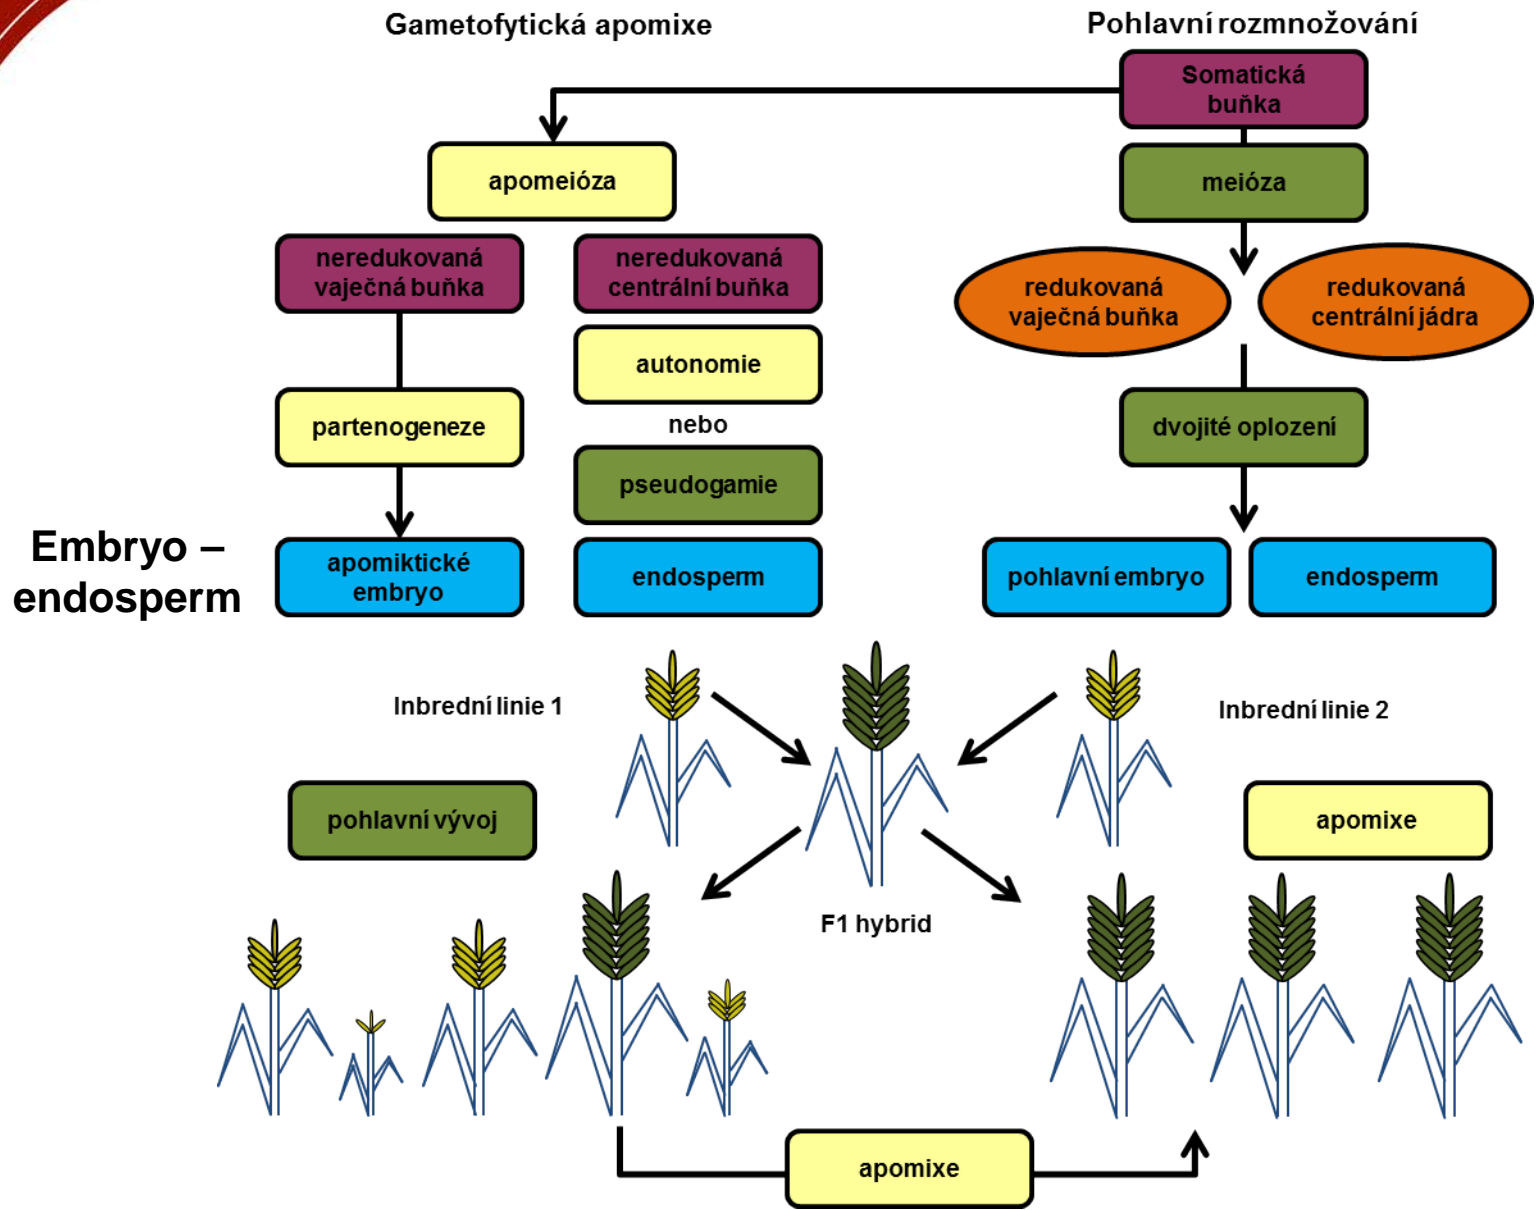 Gametofytická apomixe
Pohlavní rozmnožování
Somatická
buňka
apomeióza
meióza
neredukovaná
vaječná buňka
neredukovaná
centrální buňka
redukovaná
vaječná buňka
redukovaná
centrální jádra
autonomie
partenogeneze
nebo
dvojité oplození
pseudogamie
Embryo –
endosperm
apomiktické
embryo
endosperm
pohlavní embryo
endosperm
Inbrední linie 1
Inbrední linie 2
pohlavní vývoj
apomixe
F1 hybrid
apomixe